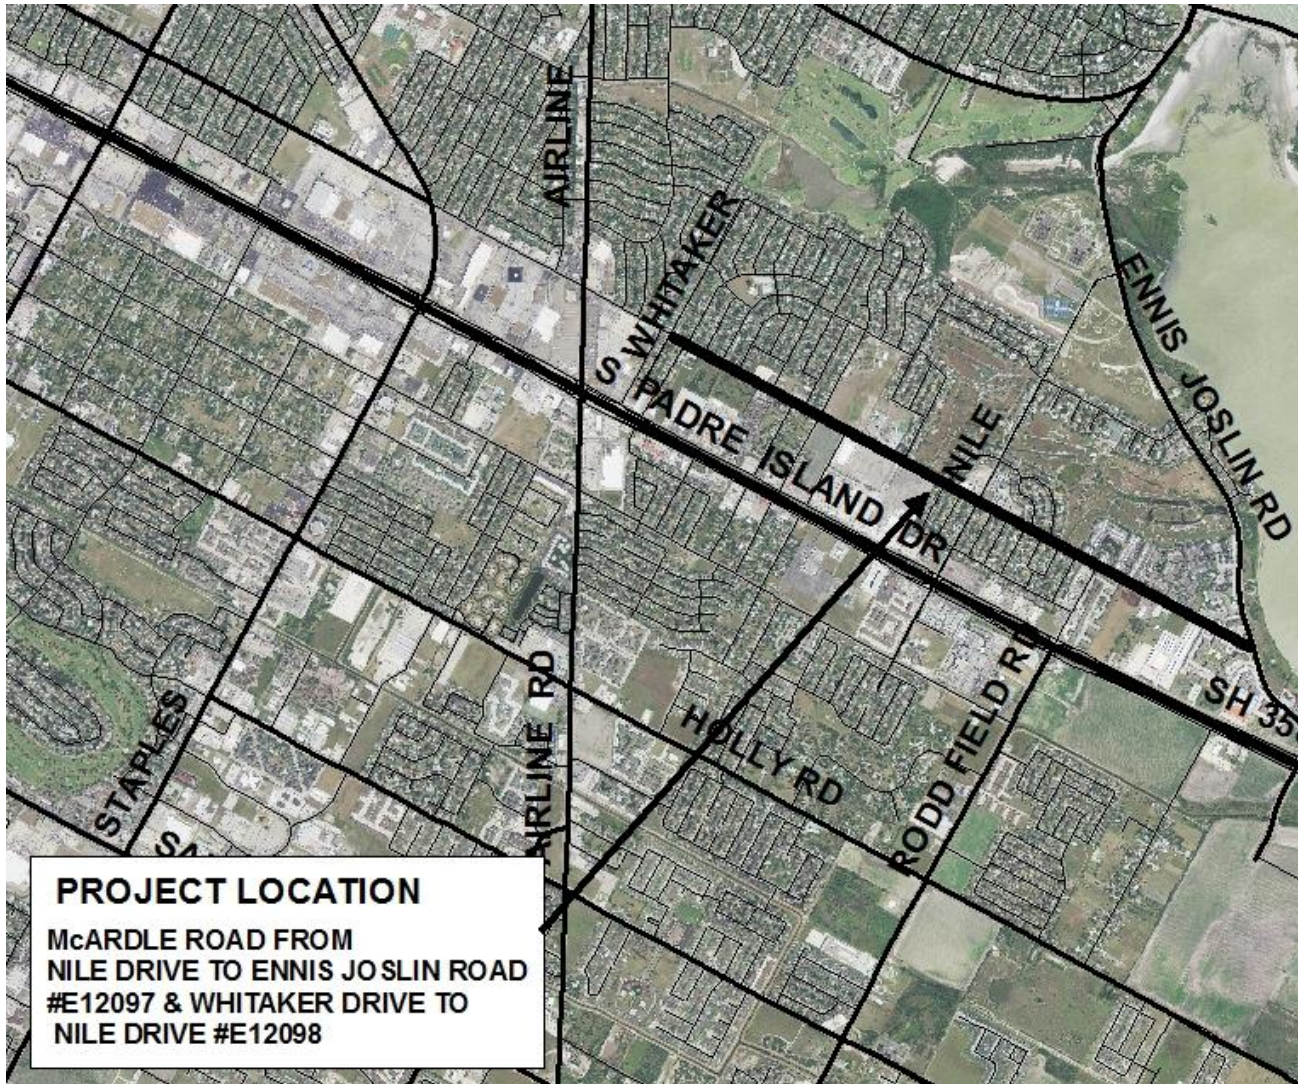 AIRLINE
WHITAKER
ENNIS JOSLIN RD
S PADRE ISLAND DR
NILE
SH 35
STAPLES
AIRLINE RD
HOLLY RD
RODD FIELD RD
PROJECT LOCATION
McARDLE ROAD FROM
NILE DRIVE TO ENNIS JOSLIN ROAD
#E12097 & WHITAKER DRIVE TO
NILE DRIVE #E12098